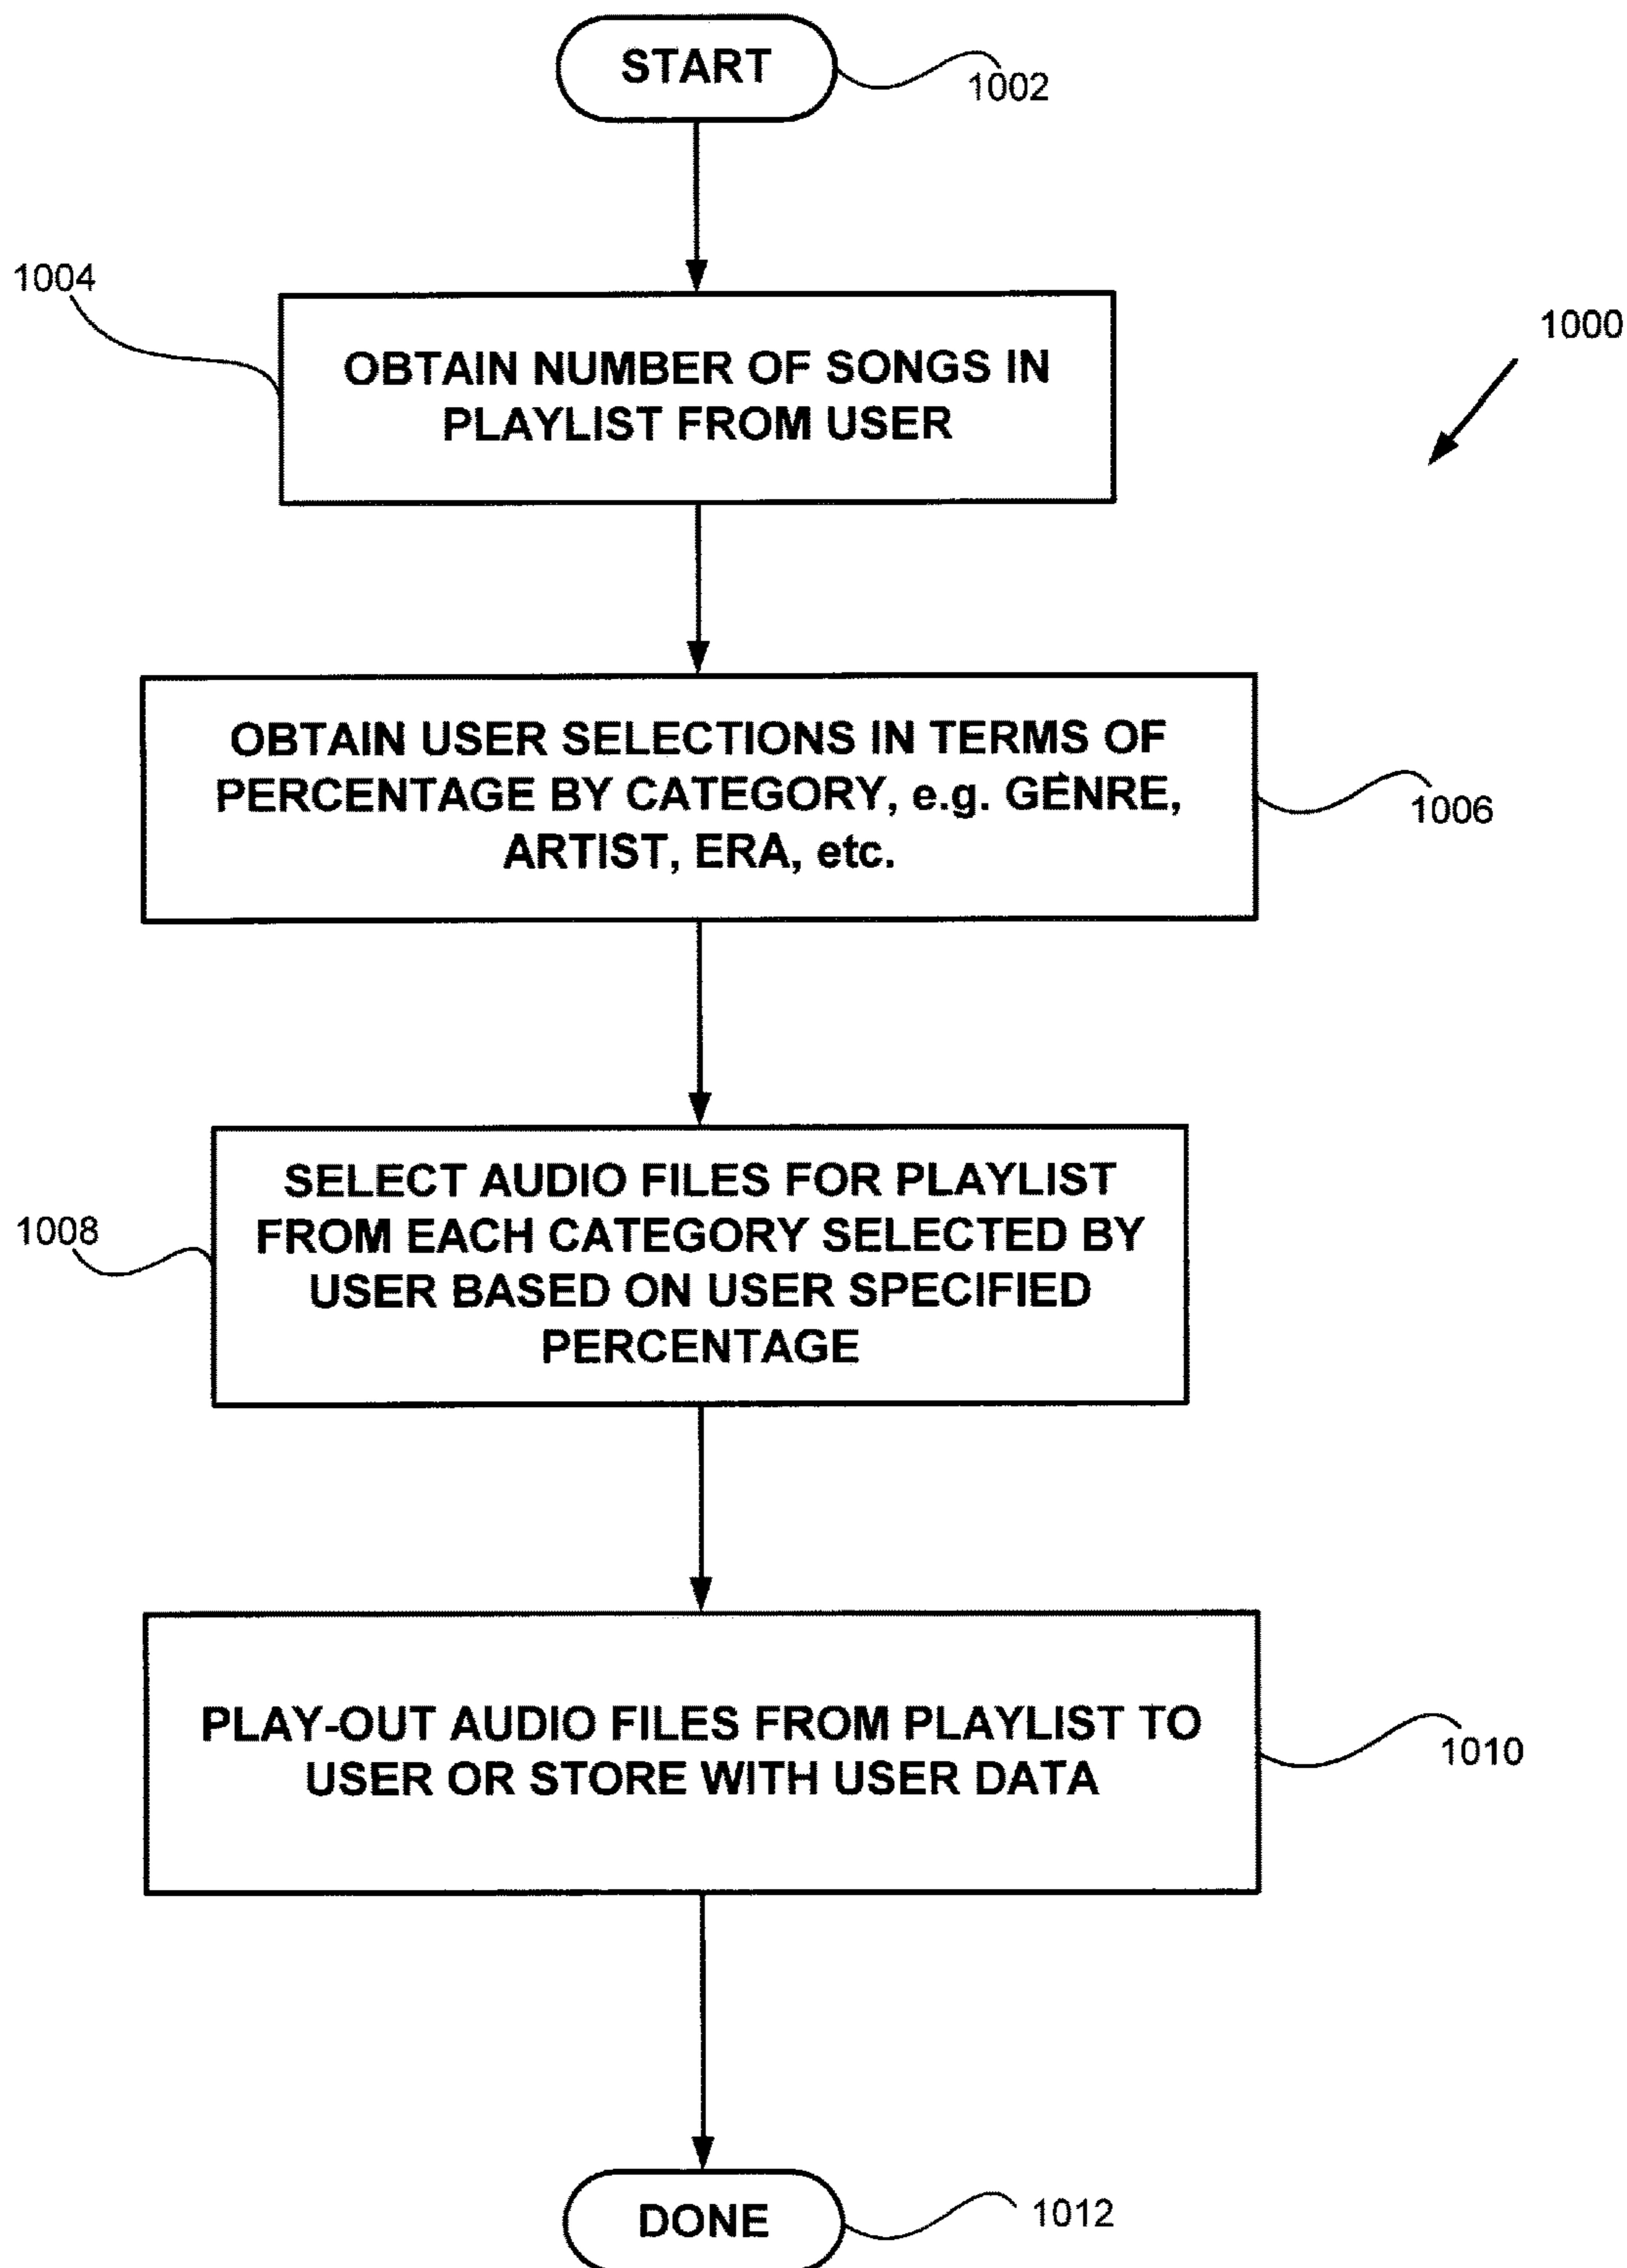 START
1002
1004
OBTAIN NUMBER OF SONGS IN
PLAYLIST FROM USER
1000
OBTAIN USER SELECTIONS IN TERMS OF
PERCENTAGE BY CATEGORY, e.g. GENRE,
ARTIST, ERA, etc.
1006
SELECT AUDIO FILES FOR PLAYLIST
FROM EACH CATEGORY SELECTED BY
USER BASED ON USER SPECIFIED
PERCENTAGE
1008
PLAY-OUT AUDIO FILES FROM PLAYLIST TO
USER OR STORE WITH USER DATA
1010
DONE
1012